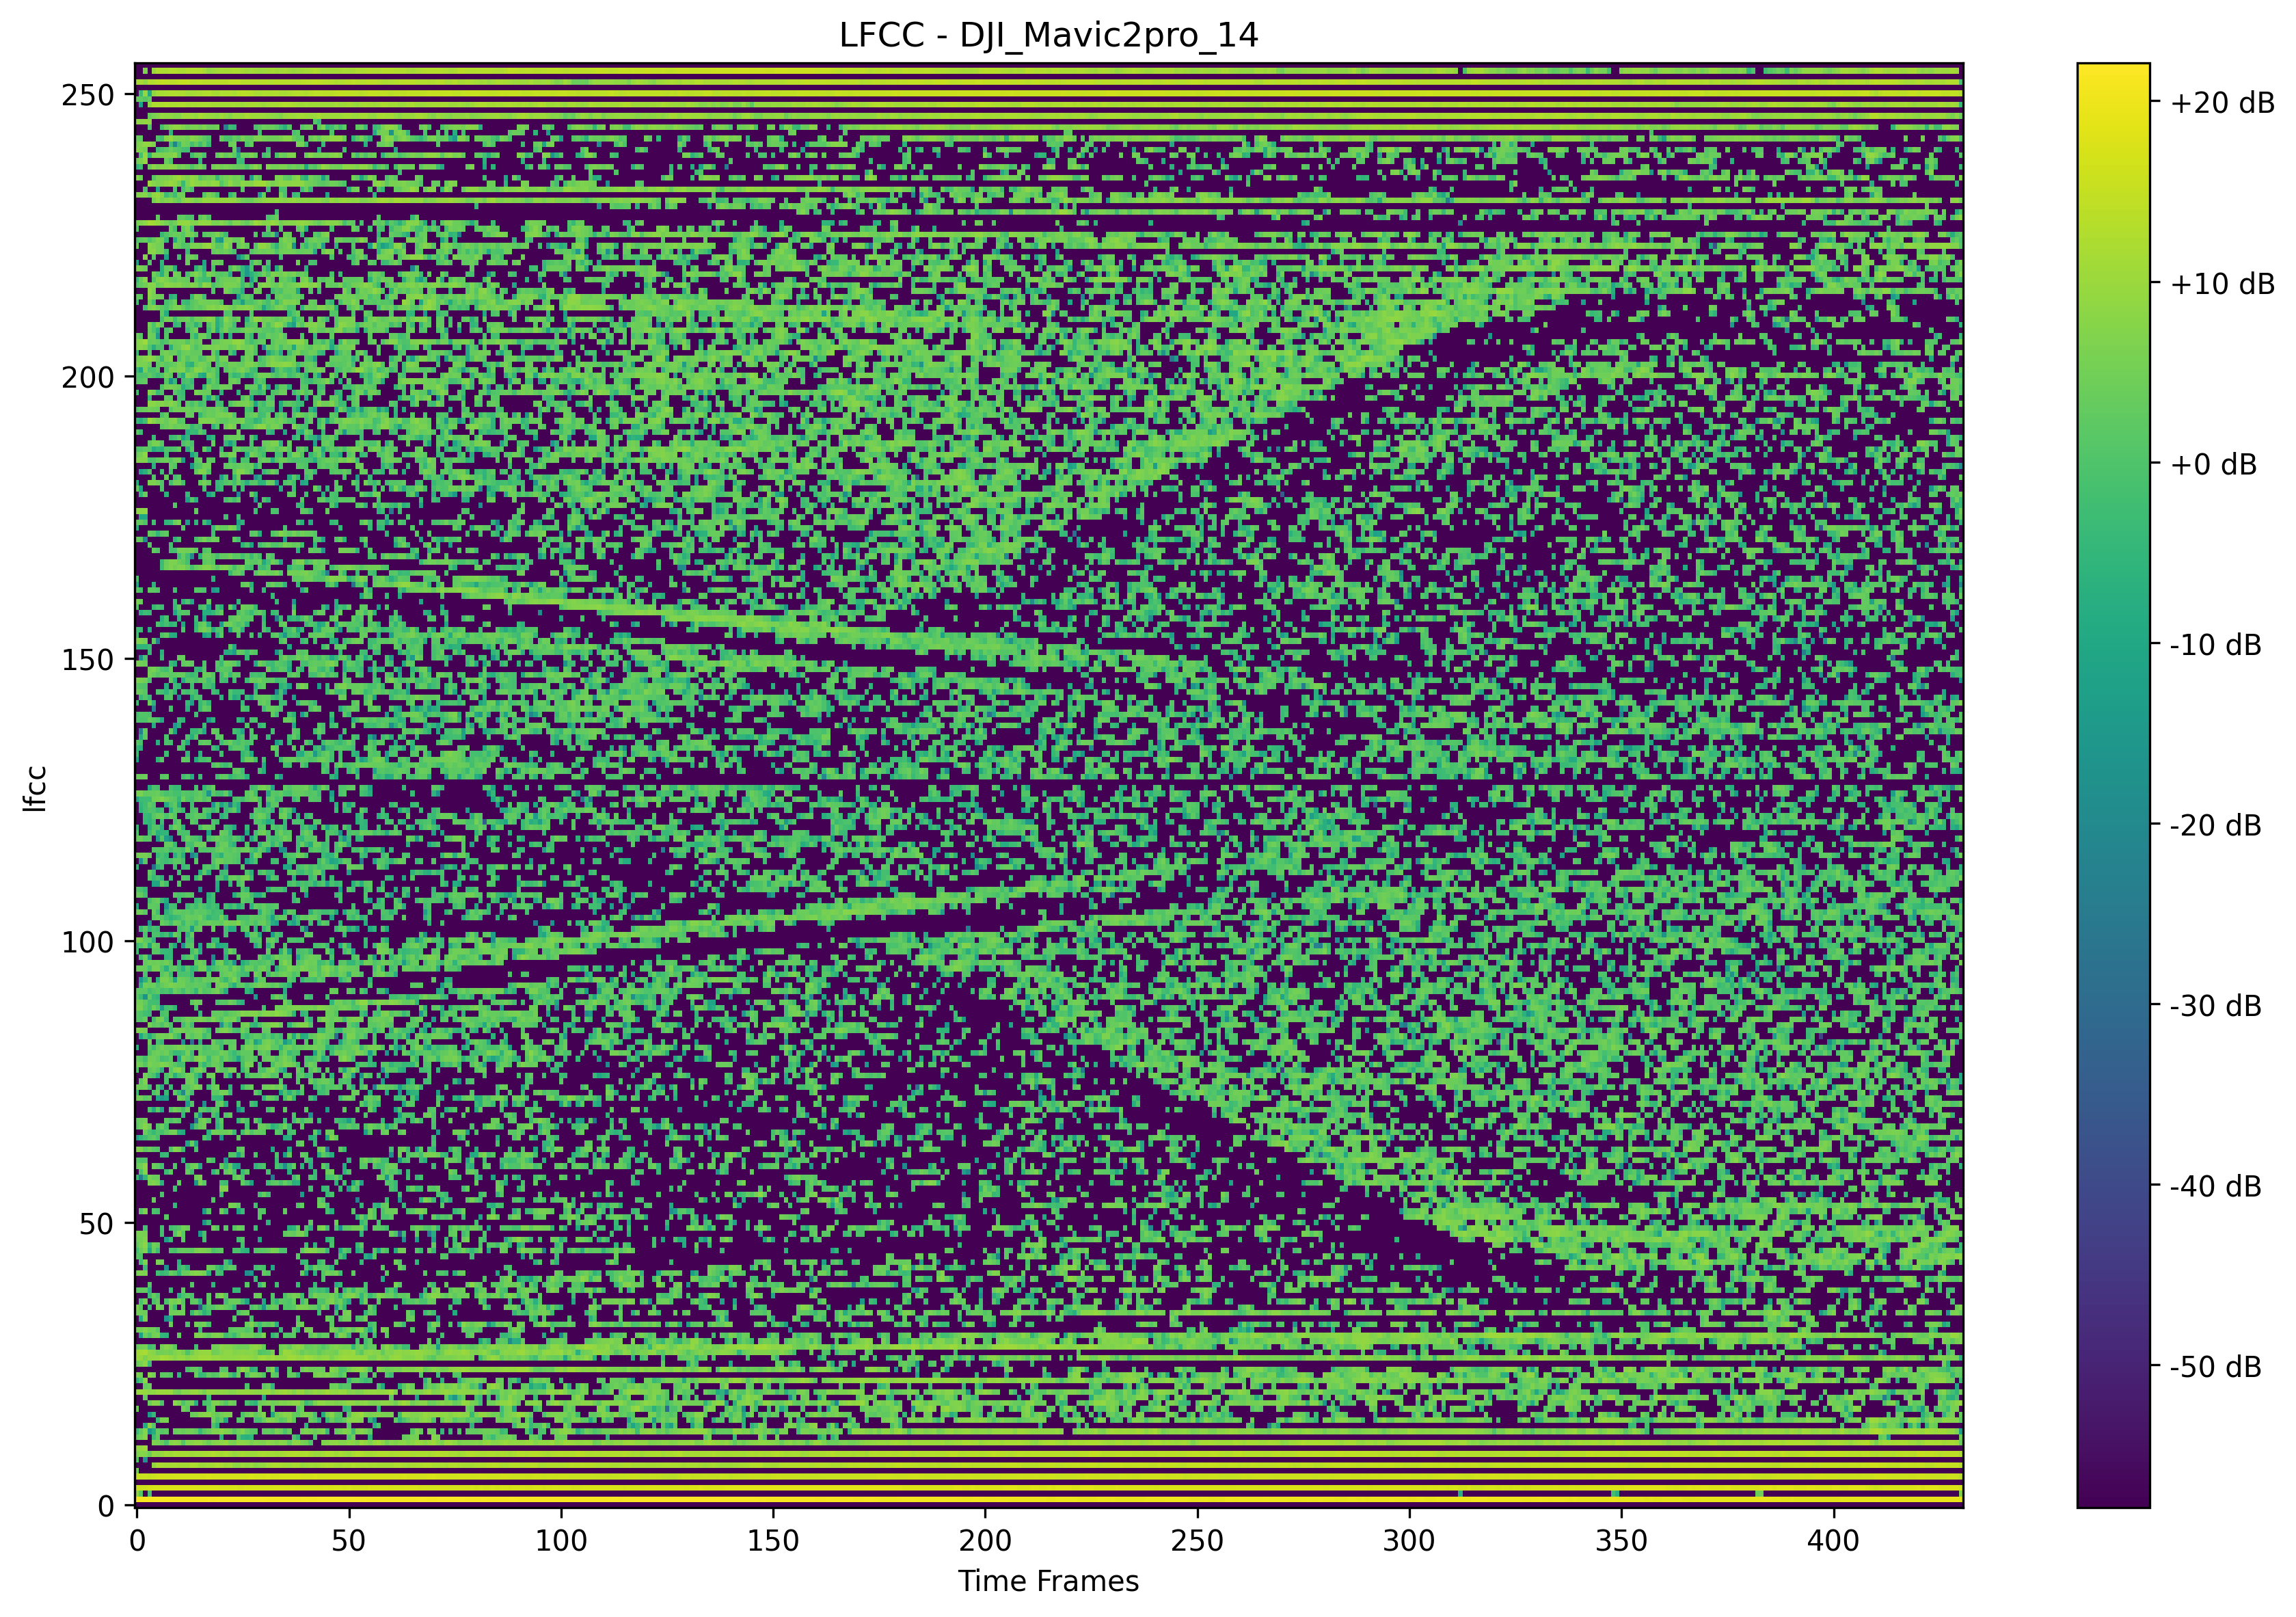 LFCC - DJI_Mavic2pro_14
250
200
150
100
50
0
lfcc
0 50 100 150 200 250 300 350 400
Time Frames
+20 dB
+10 dB
+0 dB
-10 dB
-20 dB
-30 dB
-40 dB
-50 dB